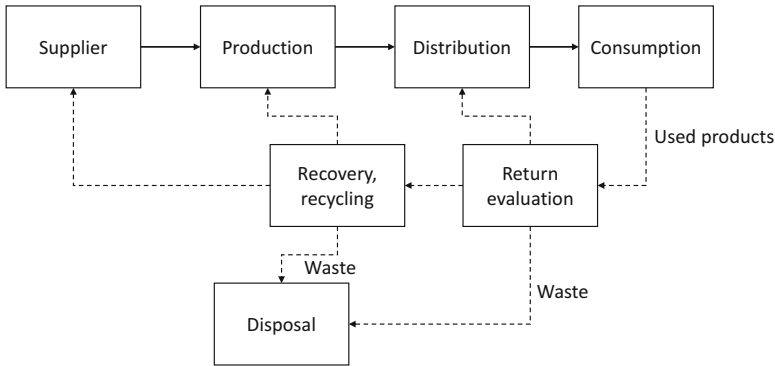 Supplier
Production
Distribution
Consumption
Used products
Recovery,
recycling
Return
evaluation
Waste
Waste
Disposal